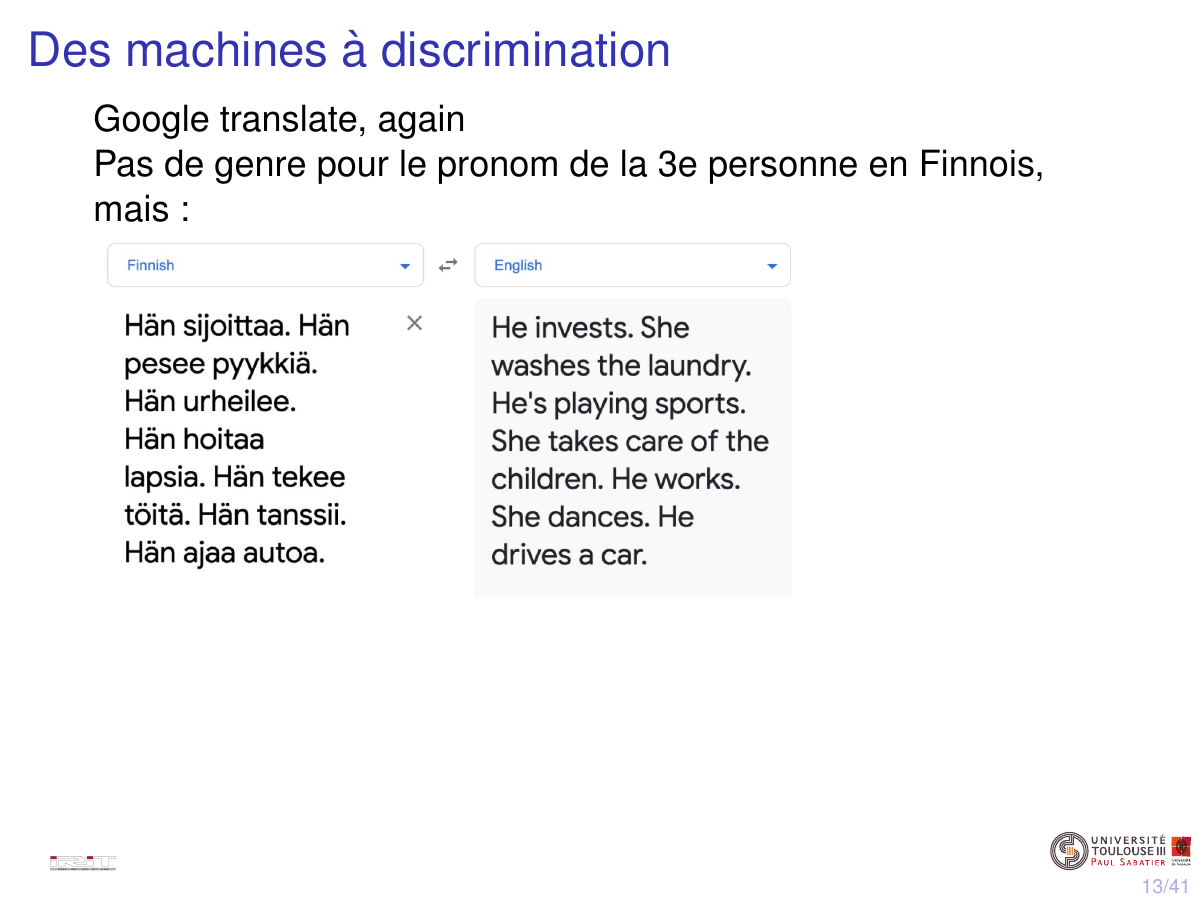 Des machines à discrimination
Google translate, again
Pas de genre pour le pronom de la 3e personne en Finnois,
mais :
Finnish
English
Hän sijoittaa. Hän
pesee pyykkiä.
Hän urheilee.
Hän hoitaa
lapsia. Hän tekee
töitä. Hän tanssii.
Hän ajaa autoa.
He invests. She
washes the laundry.
He's playing sports.
She takes care of the
children. He works.
She dances. He
drives a car.
IRIT
UNIVERSITÉ
TOULOUSE III
PAUL SABATIER
13/41